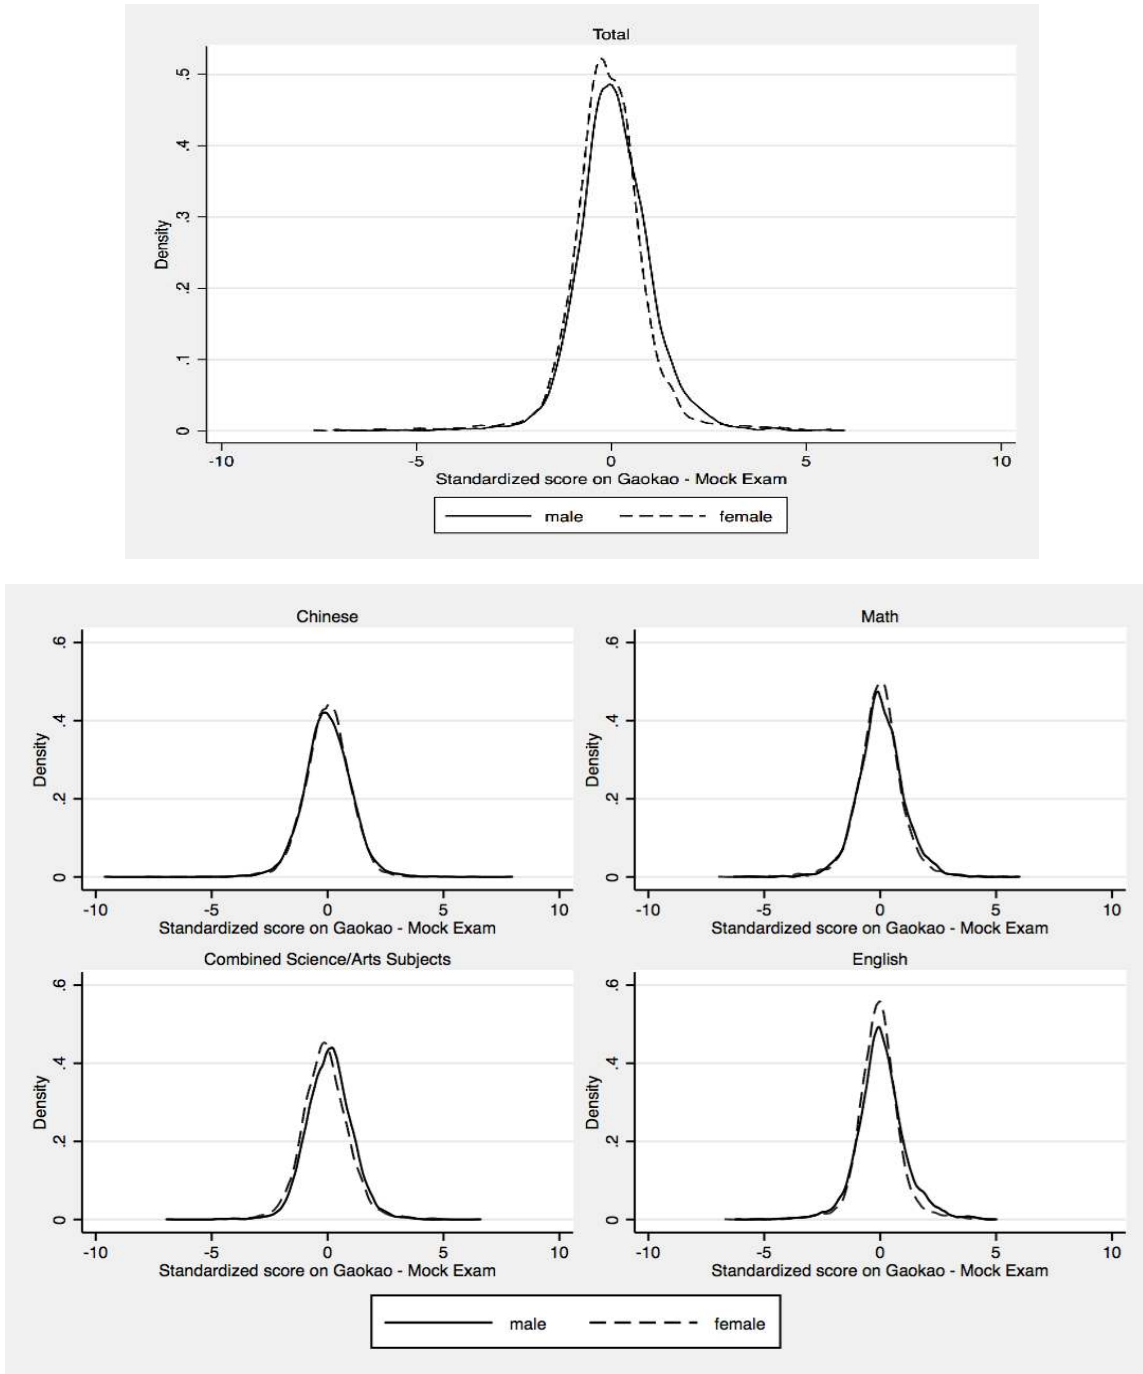 Total
.5
.4
.3
.2
.1
0
Density
-10 -5 0 5 10
Standardized score on Gaokao - Mock Exam
male female
Chinese
.6
.4
.2
0
Density
-10 -5 0 5 10
Standardized score on Gaokao - Mock Exam
Math
.6
.4
.2
0
Density
-10 -5 0 5 10
Standardized score on Gaokao - Mock Exam
Combined Science/Arts Subjects
.6
.4
.2
0
Density
-10 -5 0 5 10
Standardized score on Gaokao - Mock Exam
English
.6
.4
.2
0
Density
-10 -5 0 5 10
Standardized score on Gaokao - Mock Exam
male female